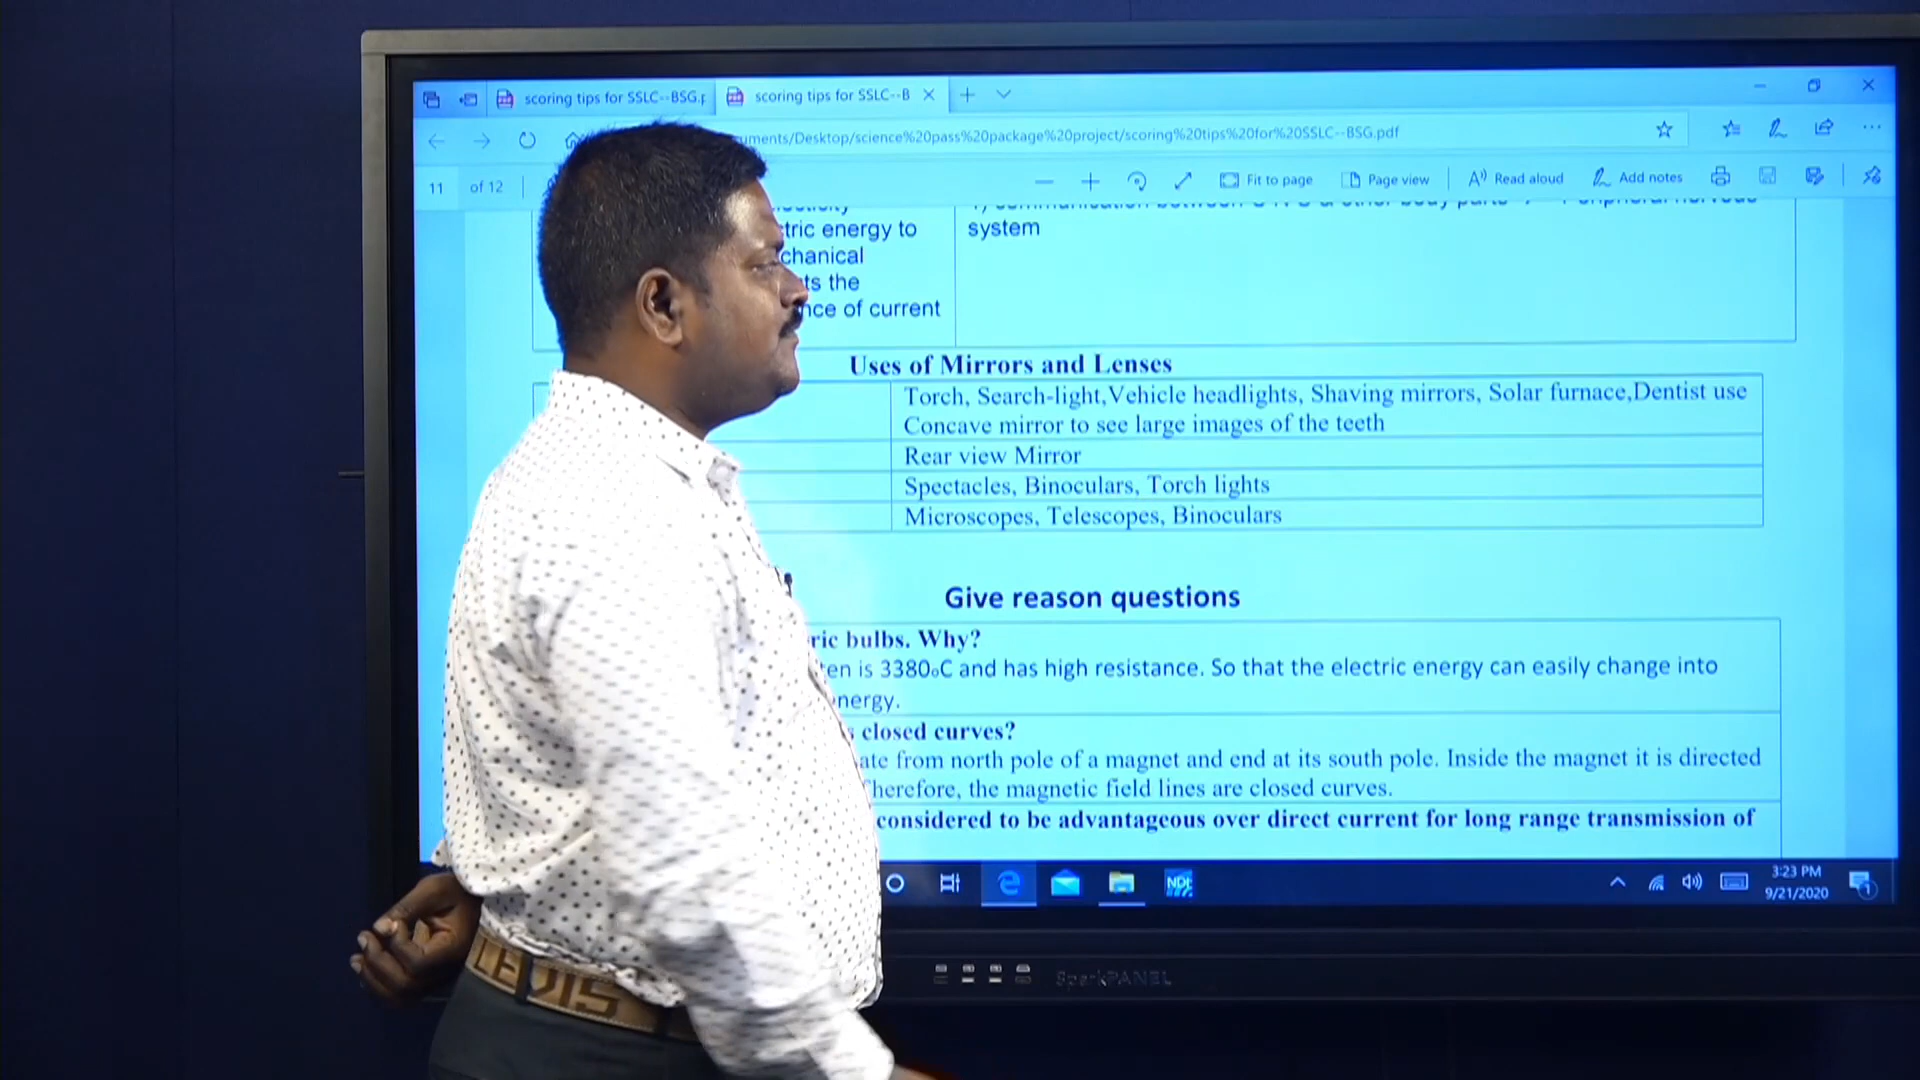 scoring tips for SSLC--BSG.p
scoring tips for SSLC--B
uments/Desktop/science%20pass%20package%20project/scoring%20tips%20for%20SSLC--BSG.pdf
11 of 12
Fit to page
Page view
Read aloud
Add notes
tric energy to
chanical
ts the
nce of current
system
Uses of Mirrors and Lenses
Torch, Search-light,Vehicle headlights, Shaving mirrors, Solar furnace,Dentist use
Concave mirror to see large images of the teeth
Rear view Mirror
Spectacles, Binoculars, Torch lights
Microscopes, Telescopes, Binoculars
Give reason questions
ric bulbs. Why?
en is 3380oC and has high resistance. So that the electric energy can easily change into
nergy.
closed curves?
ate from north pole of a magnet and end at its south pole. Inside the magnet it is directed
Therefore, the magnetic field lines are closed curves.
considered to be advantageous over direct current for long range transmission of
3:23 PM
9/21/2020
1
SparkPANEL
LEVIS